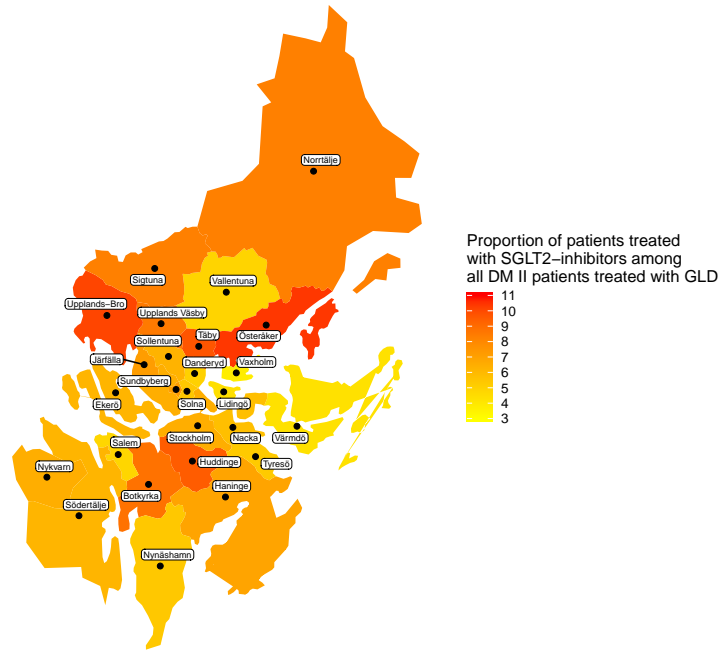 Norrtälje
Sigtuna
Vallentuna
Upplands−Bro
Upplands Väsby
Täby
Österåker
Sollentuna
Järfälla
Danderyd
Vaxholm
Sundbyberg
Ekerö
Solna
Lidingö
Stockholm
Nacka
Värmdö
Salem
Nykvarn
Huddinge
Tyresö
Botkyrka
Haninge
Södertälje
Nynäshamn
Proportion of patients treated
with SGLT2−inhibitors among
all DM II patients treated with GLD
11
10
9
8
7
6
5
4
3